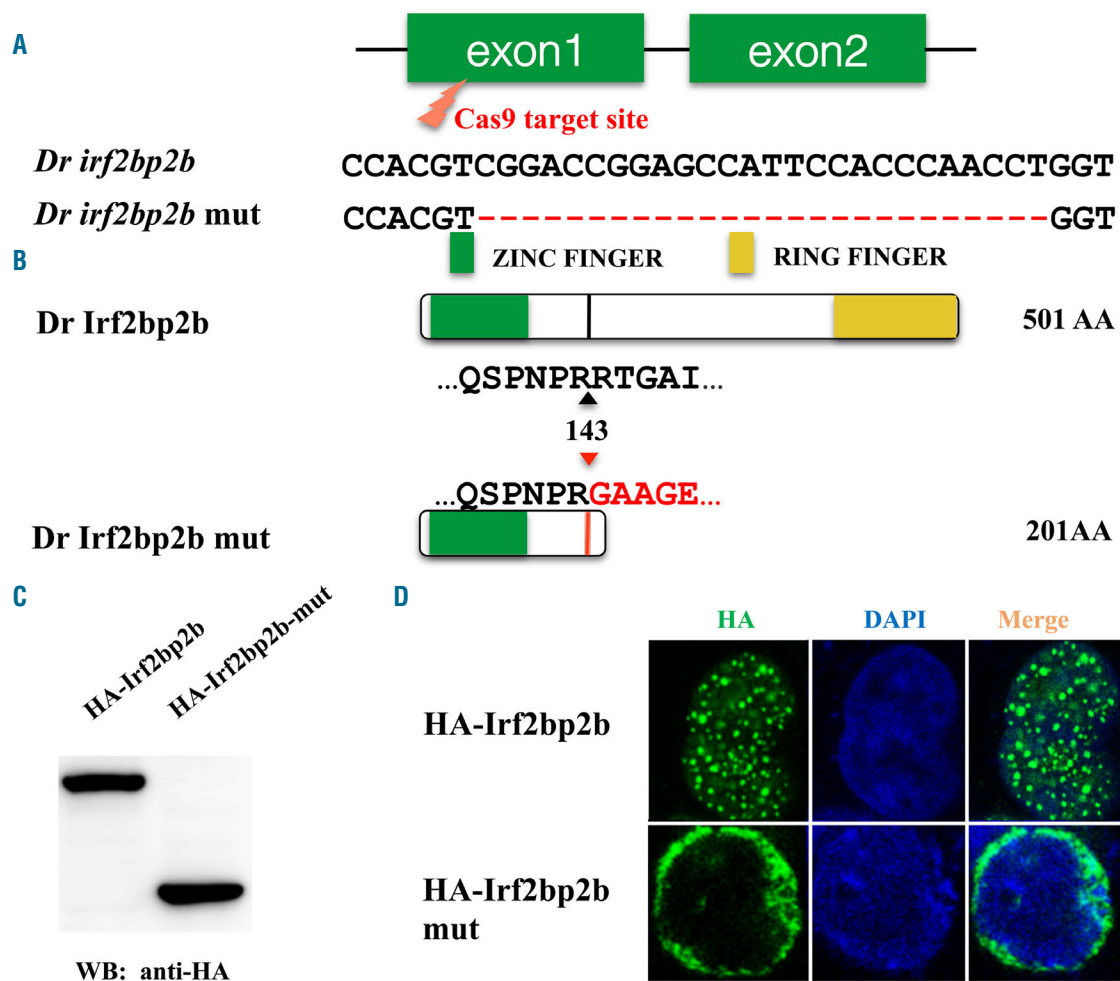 A
exon1 exon2
Cas9 target site
Dr irf2bp2b CCACGTCGGACCGGAGCCATTCCACCCAACCTGGT
Dr irf2bp2b mut CCACGT------------------------------GGT
B
ZINC FINGER RING FINGER
Dr Irf2bp2b 501 AA
...QSPNPRRTGAI...
143
...QSPNPRGAAGE...
Dr Irf2bp2b mut 201AA
C
HA-Irf2bp2b HA-Irf2bp2b-mut
WB: anti-HA
D
HA DAPI Merge
HA-Irf2bp2b
HA-Irf2bp2b
mut